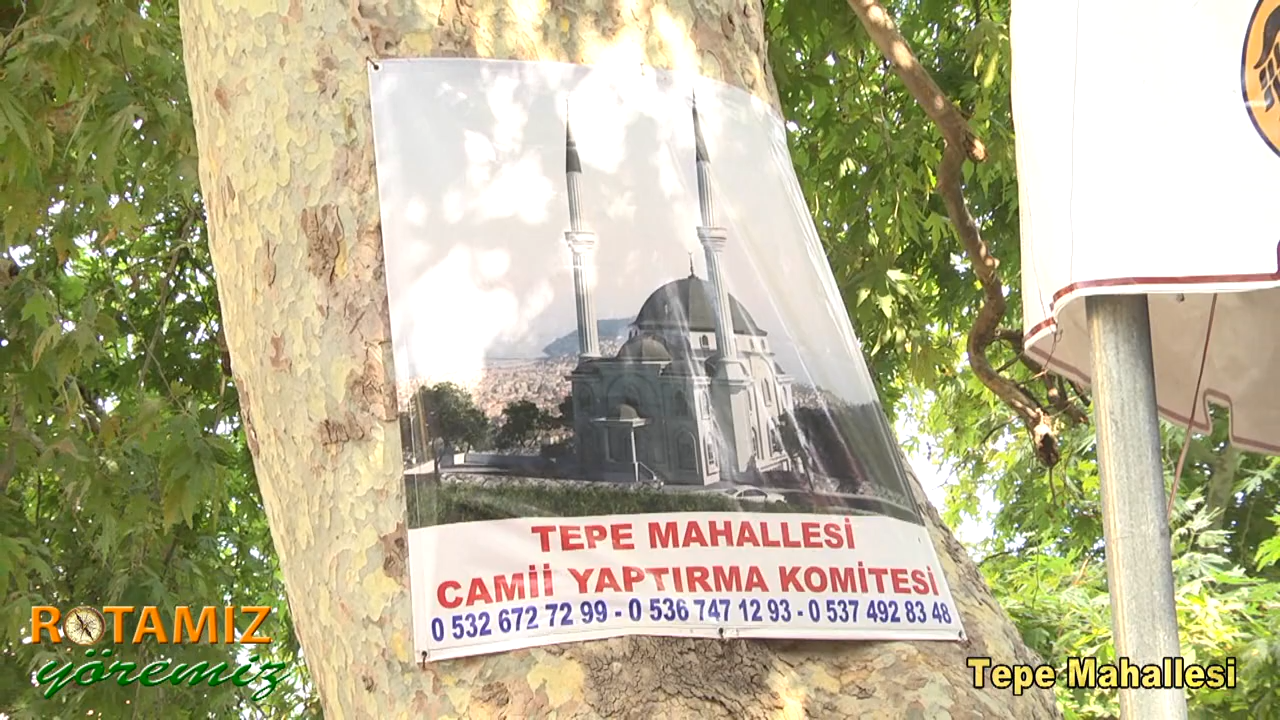 TEPE MAHALLESİ
CAMİİ YAPTIRMA KOMİTESİ
0 532 672 72 99 - 0 536 747 12 93 - 0 537 492 83 48
ROTAMIZ
yöremiz
Tepe Mahallesi